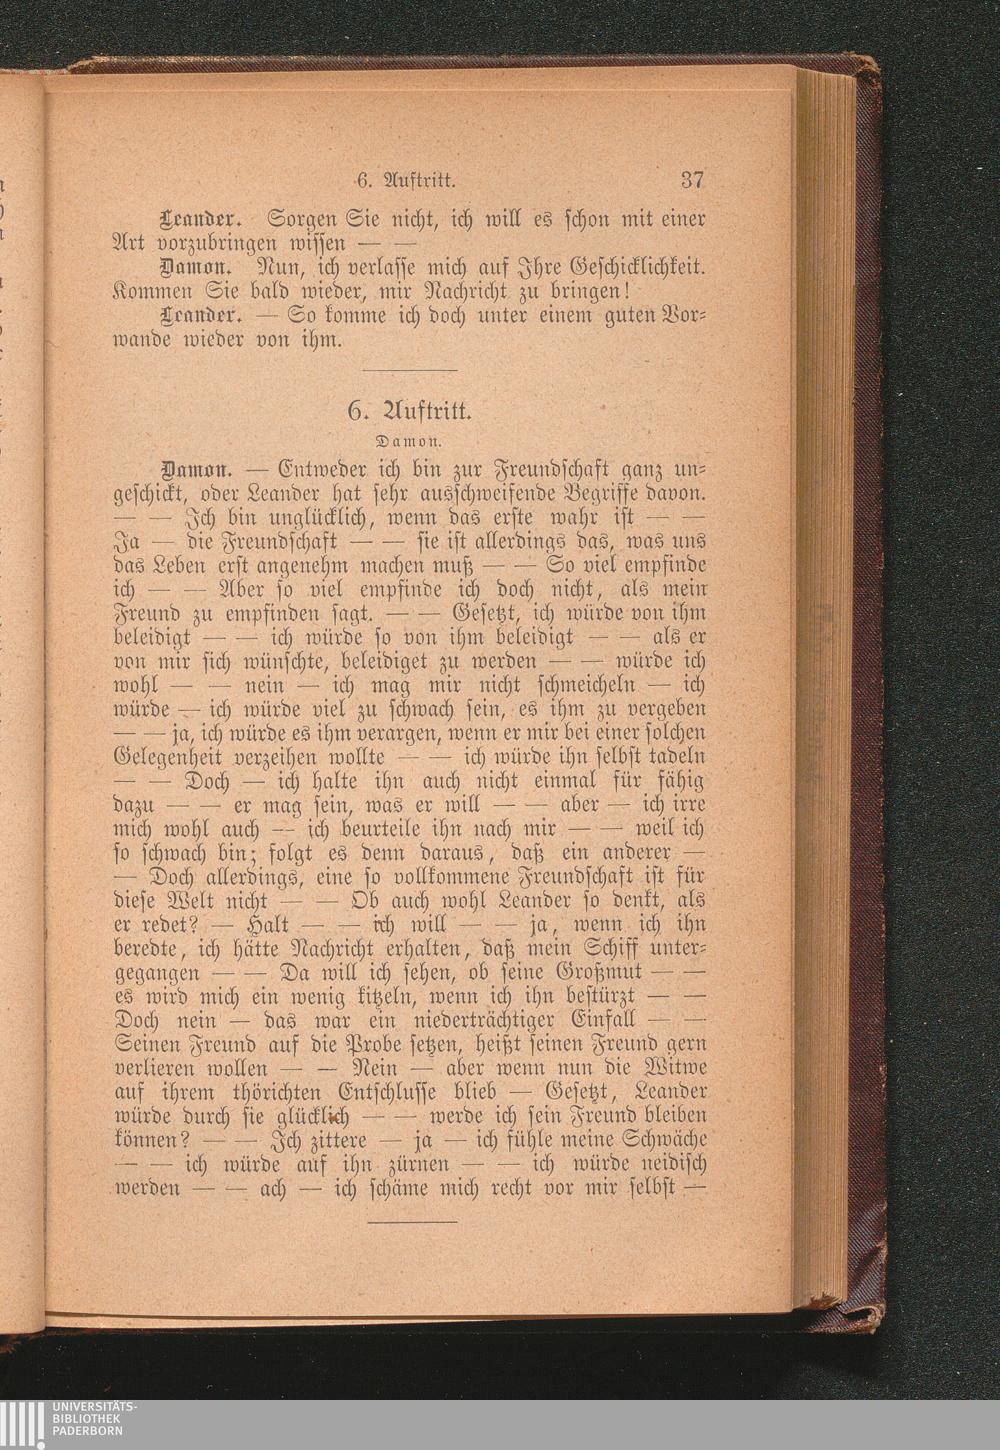 6. Auftritt. 37
Leander. Sorgen Sie nicht, ich will es schon mit einer
Art vorzubringen wissen — —
Damon. Nun, ich verlasse mich auf Ihre Geschicklichkeit.
Kommen Sie bald wieder, mir Nachricht zu bringen!
Leander. — So komme ich doch unter einem guten Vor-
wande wieder von ihm.
6. Auftritt.
Damon.
Damon. — Entweder ich bin zur Freundschaft ganz un-
geschickt, oder Leander hat sehr ausschweifende Begriffe davon.
— — Ich bin unglücklich, wenn das erste wahr ist — —
Ja — die Freundschaft — — sie ist allerdings das, was uns
das Leben erst angenehm machen muß — — So viel empfinde
ich — — Aber so viel empfinde ich doch nicht, als mein
Freund zu empfinden sagt. — — Gesetzt, ich würde von ihm
beleidigt — — ich würde so von ihm beleidigt — — als er
von mir sich wünschte, beleidiget zu werden — — würde ich
wohl — — nein — ich mag mir nicht schmeicheln — ich
würde — ich würde viel zu schwach sein, es ihm zu vergeben
— — ja, ich würde es ihm verargen, wenn er mir bei einer solchen
Gelegenheit verzeihen wollte — — ich würde ihn selbst tadeln
— — Doch — ich halte ihn auch nicht einmal für fähig
dazu — — er mag sein, was er will — — aber — ich irre
mich wohl auch — ich beurteile ihn nach mir — — weil ich
so schwach bin; folgt es denn daraus, daß ein anderer —
— Doch allerdings, eine so vollkommene Freundschaft ist für
diese Welt nicht — — Ob auch wohl Leander so denkt, als
er redet? — Halt — — ich will — — ja, wenn ich ihn
beredte, ich hätte Nachricht erhalten, daß mein Schiff unter-
gegangen — — Da will ich sehen, ob seine Großmut — —
es wird mich ein wenig kitzeln, wenn ich ihn bestürzt — —
Doch nein — das war ein niederträchtiger Einfall — —
Seinen Freund auf die Probe setzen, heißt seinen Freund gern
verlieren wollen — — Nein — aber wenn nun die Witwe
auf ihrem thörichten Entschlusse blieb — Gesetzt, Leander
würde durch sie glücklich — — werde ich sein Freund bleiben
können? — — Ich zittere — ja — ich fühle meine Schwäche
— — ich würde auf ihn zürnen — — ich würde neidisch
werden — — ach — ich schäme mich recht vor mir selbst —
UNIVERSITÄTS-
BIBLIOTHEK
PADERBORN